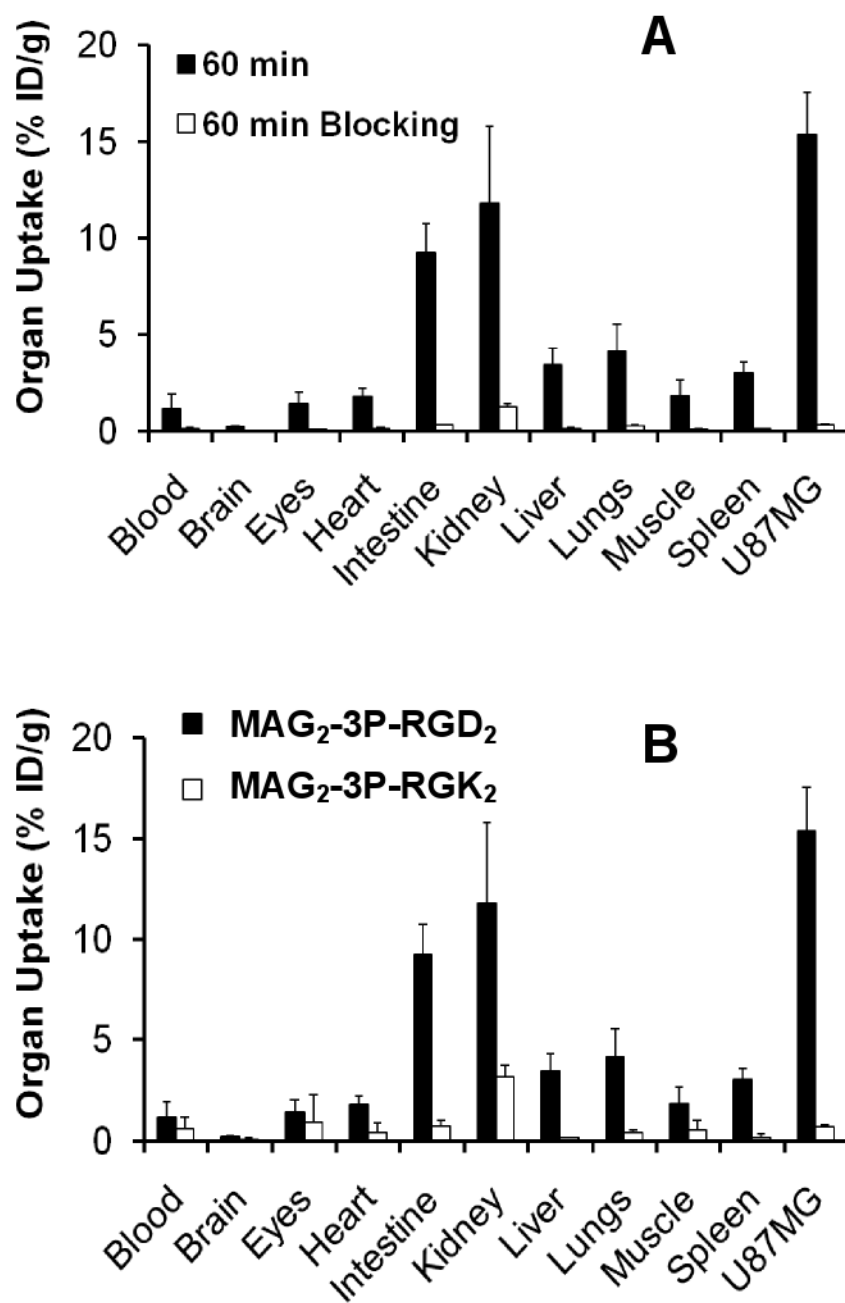 A
Organ Uptake (% ID/g)
20
15
10
5
0
60 min
60 min Blocking
Blood
Brain
Eyes
Heart
Intestine
Kidney
Liver
Lungs
Muscle
Spleen
U87MG
B
Organ Uptake (% ID/g)
20
15
10
5
0
MAG₂-3P-RGD₂
MAG₂-3P-RGK₂
Blood
Brain
Eyes
Heart
Intestine
Kidney
Liver
Lungs
Muscle
Spleen
U87MG